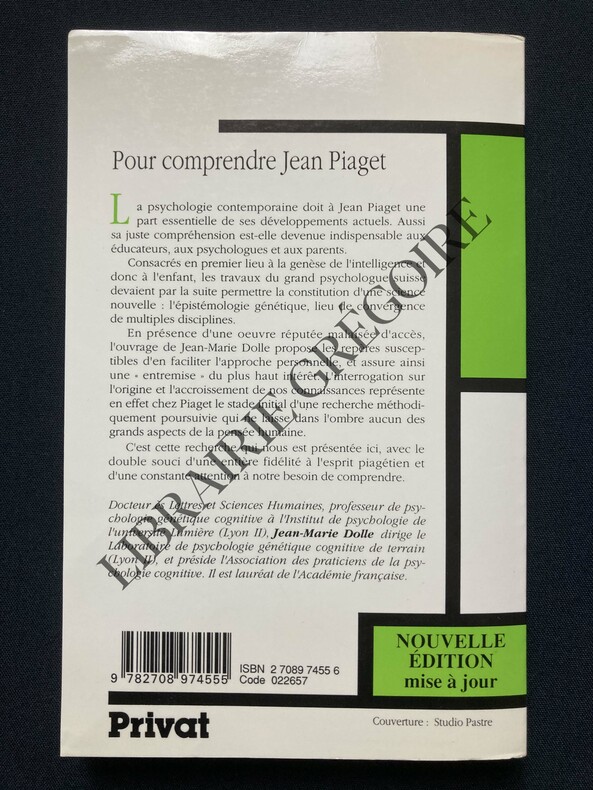 Pour comprendre Jean Piaget
La psychologie contemporaine doit à Jean Piaget une
part essentielle de ses développements actuels. Aussi
sa juste compréhension est-elle devenue indispensable aux
éducateurs, aux psychologues et aux parents.
Consacrés en premier lieu à la genèse de l'intelligence et
donc à l'enfant, les travaux du grand psychologue suisse
devaient par la suite permettre la constitution d'une science
nouvelle : l'épistémologie génétique, lieu de convergence
de multiples disciplines.
En présence d'une oeuvre réputée malaisée d'accès,
l'ouvrage de Jean-Marie Dolle propose les repères suscep-
tibles d'en faciliter l'approche personnelle, et assure ainsi
une « entremise » du plus haut intérêt. L'interrogation sur
l'origine et l'accroissement de nos connaissances représente
en effet chez Piaget le stade initial d'une recherche méthodi-
quement poursuivie qui ne laisse dans l'ombre aucun des
grands aspects de la pensée humaine.
C'est cette recherche qui nous est présentée ici, avec le
double souci d'une entière fidélité à l'esprit piagétien et
d'une constante attention à notre besoin de comprendre.
Docteur ès Lettres et Sciences Humaines, professeur de psy-
chologie génétique cognitive à l'Institut de psychologie de
l'université Lumière (Lyon II), Jean-Marie Dolle dirige le
Laboratoire de psychologie génétique cognitive de terrain
(Lyon II), et préside l'Association des praticiens de la psy-
chologie cognitive. Il est lauréat de l'Académie française.
LIBRAIRIE GRÉGOIRE
NOUVELLE
ÉDITION
mise à jour
ISBN 2 7089 7455 6
Code 022657
9 782708 974555
Privat
Couverture : Studio Pastre